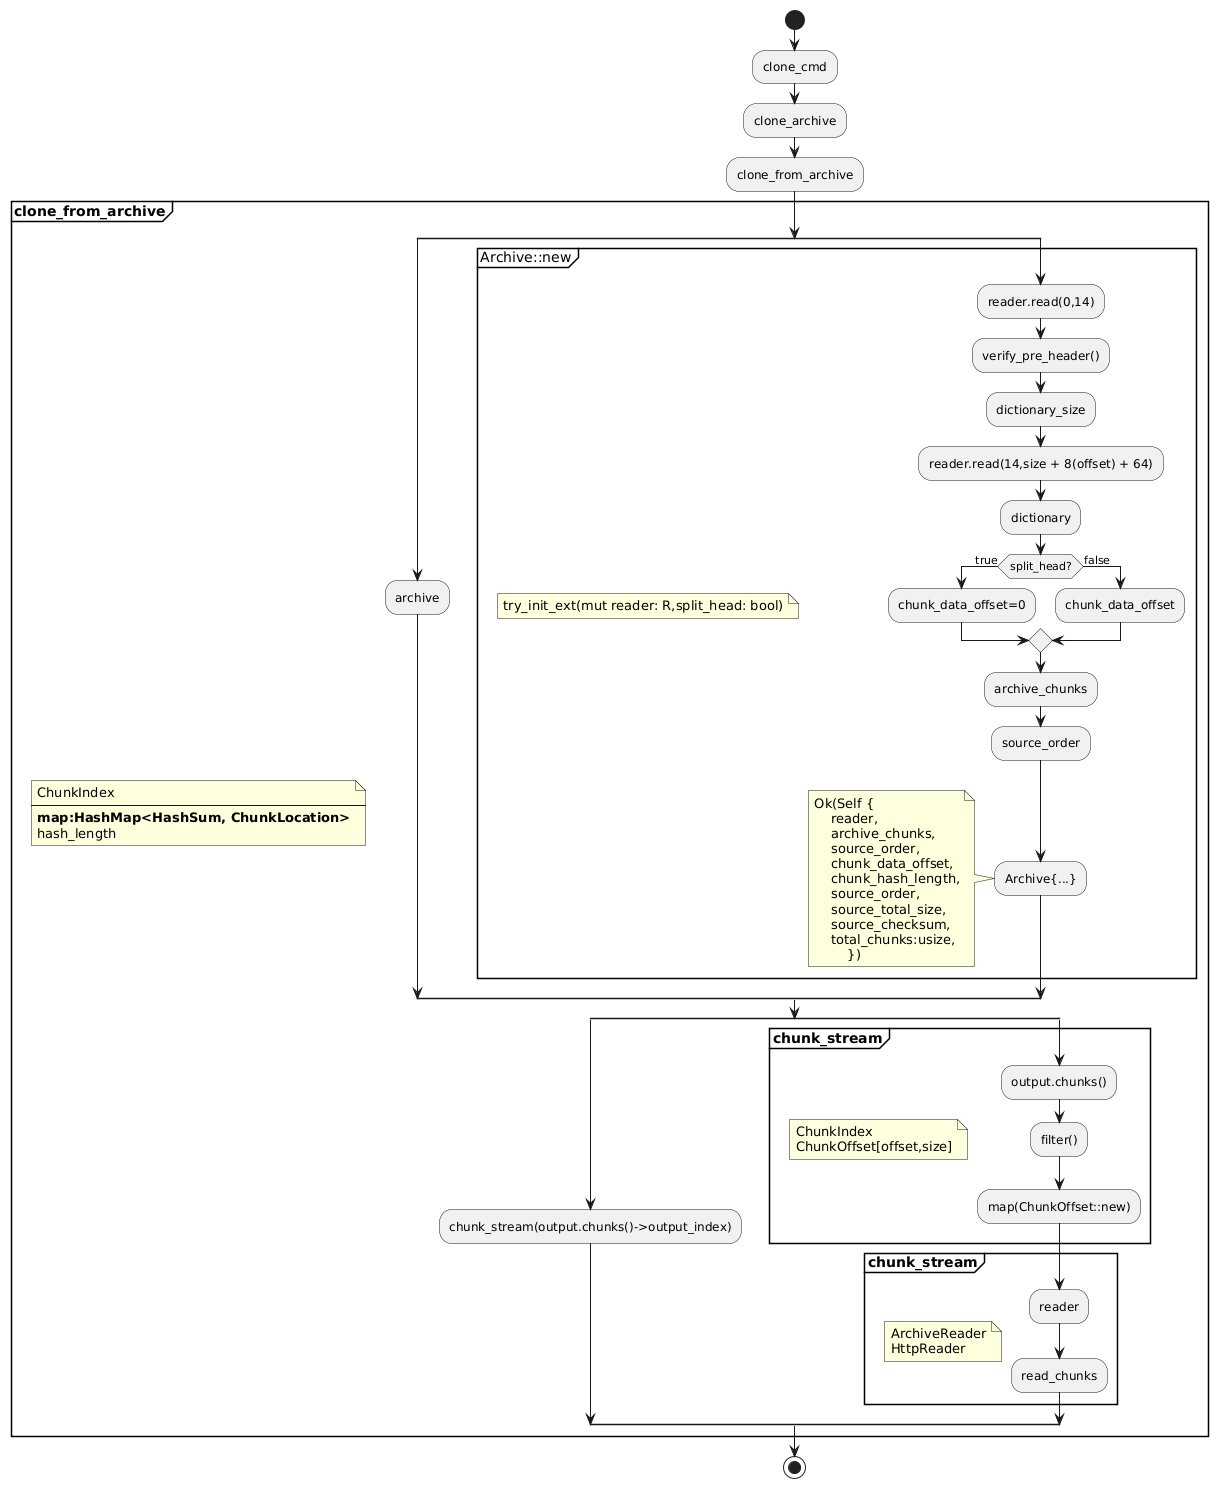 clone_cmd
clone_archive
clone_from_archive
clone_from_archive
Archive::new
reader.read(0,14)
verify_pre_header()
dictionary_size
reader.read(14,size + 8(offset) + 64)
dictionary
true
split_head?
false
archive
try_init_ext(mut reader: R,split_head: bool)
chunk_data_offset=0
chunk_data_offset
archive_chunks
source_order
ChunkIndex
map:HashMap<HashSum, ChunkLocation>
hash_length
Ok(Self {
reader,
archive_chunks,
source_order,
chunk_data_offset,
chunk_hash_length,
source_order,
source_total_size,
source_checksum,
total_chunks:usize,
})
Archive{...}
chunk_stream
output.chunks()
ChunkIndex
ChunkOffset[offset,size]
filter()
map(ChunkOffset::new)
chunk_stream(output.chunks()->output_index)
chunk_stream
reader
ArchiveReader
HttpReader
read_chunks